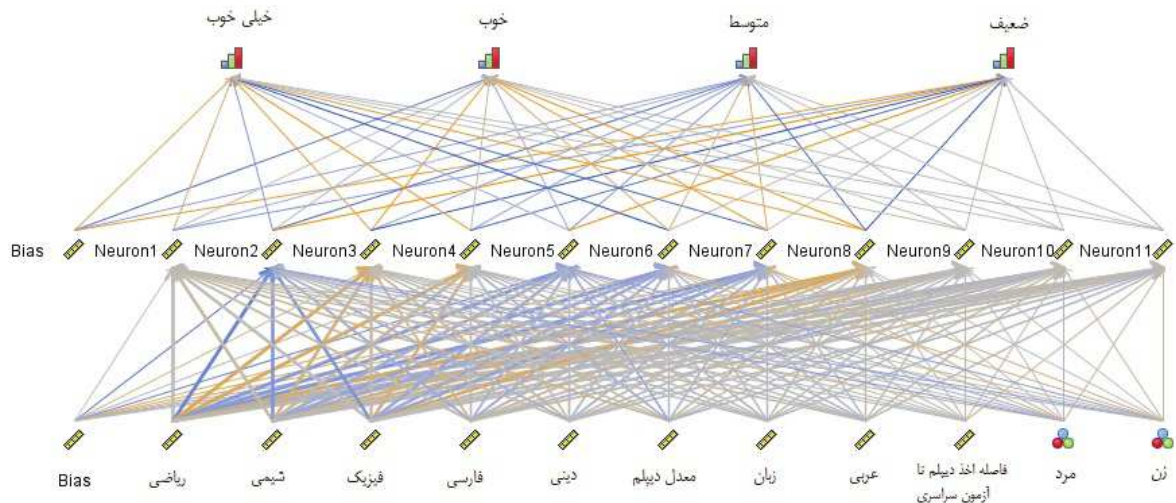 خیلی خوب
خوب
متوسط
ضعیف
Bias Neuron1 Neuron2 Neuron3 Neuron4 Neuron5 Neuron6 Neuron7 Neuron8 Neuron9 Neuron10 Neuron11
Bias
ریاضی
شیمی
فیزیک
فارسی
دینی
معدل دیپلم
زبان
عربی
فاصله اخذ دیپلم تا
آزمون سراسری
مرد
زن